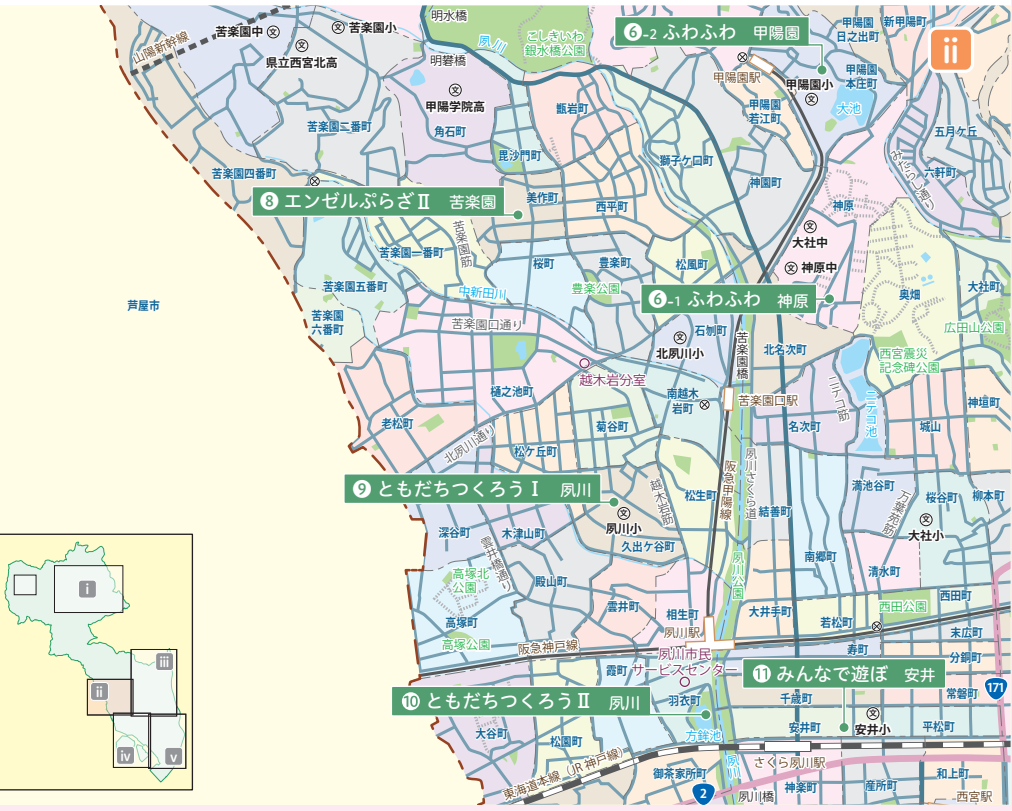 山陽新幹線
苦楽園中
苦楽園小
県立西宮北高
明水橋
夙川
こしきいわ
銀水橋公園
⑥-2 ふわふわ 甲陽園
甲陽園
日之出町
新甲陽町
ii
明礬橋
甲陽学院高
角石町
甑岩町
甲陽園駅
甲陽園小
甲陽園
本庄町
大池
甲陽園
若江町
五月ケ丘
苦楽園二番町
毘沙門町
獅子ケ口町
みたらし通り
六軒町
苦楽園四番町
神園町
⑧ エンゼルぷらざⅡ 苦楽園
美作町
西平町
神原
苦楽園筋
大社中
苦楽園一番町
桜町
豊楽町
松風町
神原中
中新田川
豊楽公園
苦楽園五番町
⑥-1 ふわふわ 神原
奥畑
大社町
芦屋市
苦楽園
六番町
苦楽園口通り
石刎町
北夙川小
苦楽園橋
北名次町
広田山公園
西宮震災
記念碑公園
越木岩分室
樋之池町
南越木
岩町
苦楽園口駅
ニテコ筋
ニテコ池
神垣町
老松町
北夙川通り
菊谷町
名次町
城山
松ケ丘町
阪急甲陽線
夙川さくら道
⑨ ともだちつくろうⅠ 夙川
越木岩筋
松生町
満池谷町
万葉苑筋
桜谷町
柳本町
結善町
夙川小
大社小
深谷町
木津山町
久出ケ谷町
雲井橋通り
南郷町
清水町
高塚北
公園
殿山町
夙川公園
i
高塚町
雲井町
相生町
大井手町
西田公園
西田町
若松町
高塚公園
夙川駅
末広町
阪急神戸線
寿町
分銅町
夙川市民
サービスセンター
iii
霞町
⑪ みんなで遊ぼ 安井
171
ii
⑩ ともだちつくろうⅡ 夙川
羽衣町
千歳町
常磐町
大谷町
松園町
方鉾池
安井町
安井小
平松町
iv
v
東海道本線（JR神戸線）
夙川
さくら夙川駅
御茶家所町
2
夙川橋
神楽町
産所町
和上町
西宮駅